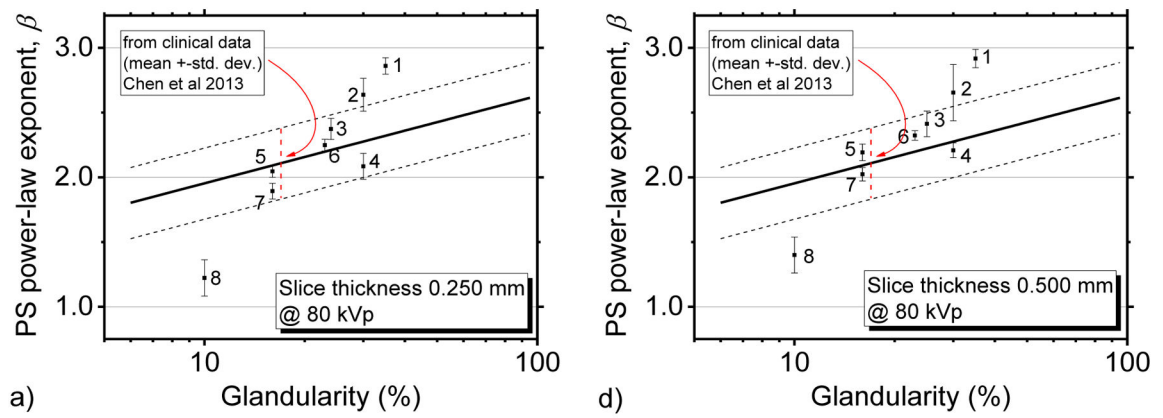 PS power-law exponent, β
3.0
2.0
1.0
from clinical data
(mean +-std. dev.)
Chen et al 2013
1
2
3
6
5
4
7
8
Slice thickness 0.250 mm
@ 80 kVp
10
100
Glandularity (%)
a)
PS power-law exponent, β
3.0
2.0
1.0
from clinical data
(mean +-std. dev.)
Chen et al 2013
1
2
3
6
5
4
7
8
Slice thickness 0.500 mm
@ 80 kVp
10
100
Glandularity (%)
d)